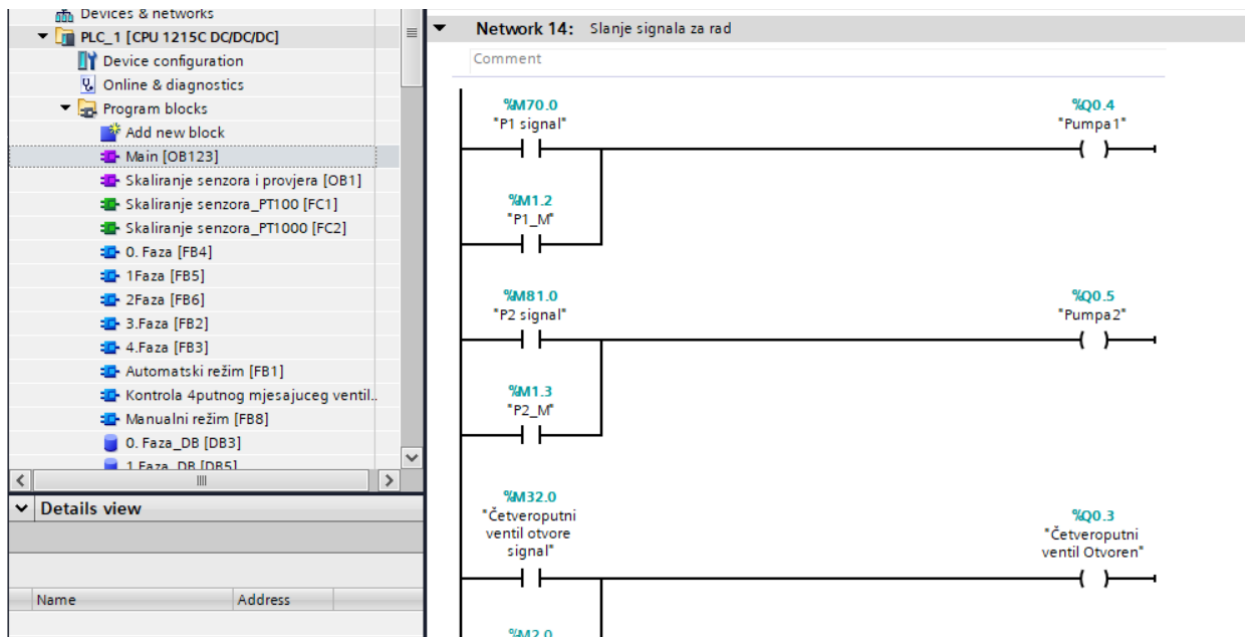 Devices & networks
PLC_1 [CPU 1215C DC/DC/DC]
Device configuration
Online & diagnostics
Program blocks
Add new block
Main [OB123]
Skaliranje senzora i provjera [OB1]
Skaliranje senzora_PT100 [FC1]
Skaliranje senzora_PT1000 [FC2]
0. Faza [FB4]
1Faza [FB5]
2Faza [FB6]
3.Faza [FB2]
4.Faza [FB3]
Automatski režim [FB1]
Kontrola 4putnog mjesajuceg ventil..
Manualni režim [FB8]
0. Faza_DB [DB3]
1.Faza_DB [DB5]
Details view
Name Address
Network 14: Slanje signala za rad
Comment
%M70.0
"P1 signal"
%Q0.4
"Pumpa1"
%M1.2
"P1_M"
%M81.0
"P2 signal"
%Q0.5
"Pumpa2"
%M1.3
"P2_M"
%M32.0
"Četveroputni
ventil otvore
signal"
%Q0.3
"Četveroputni
ventil Otvoren"
%M2.0